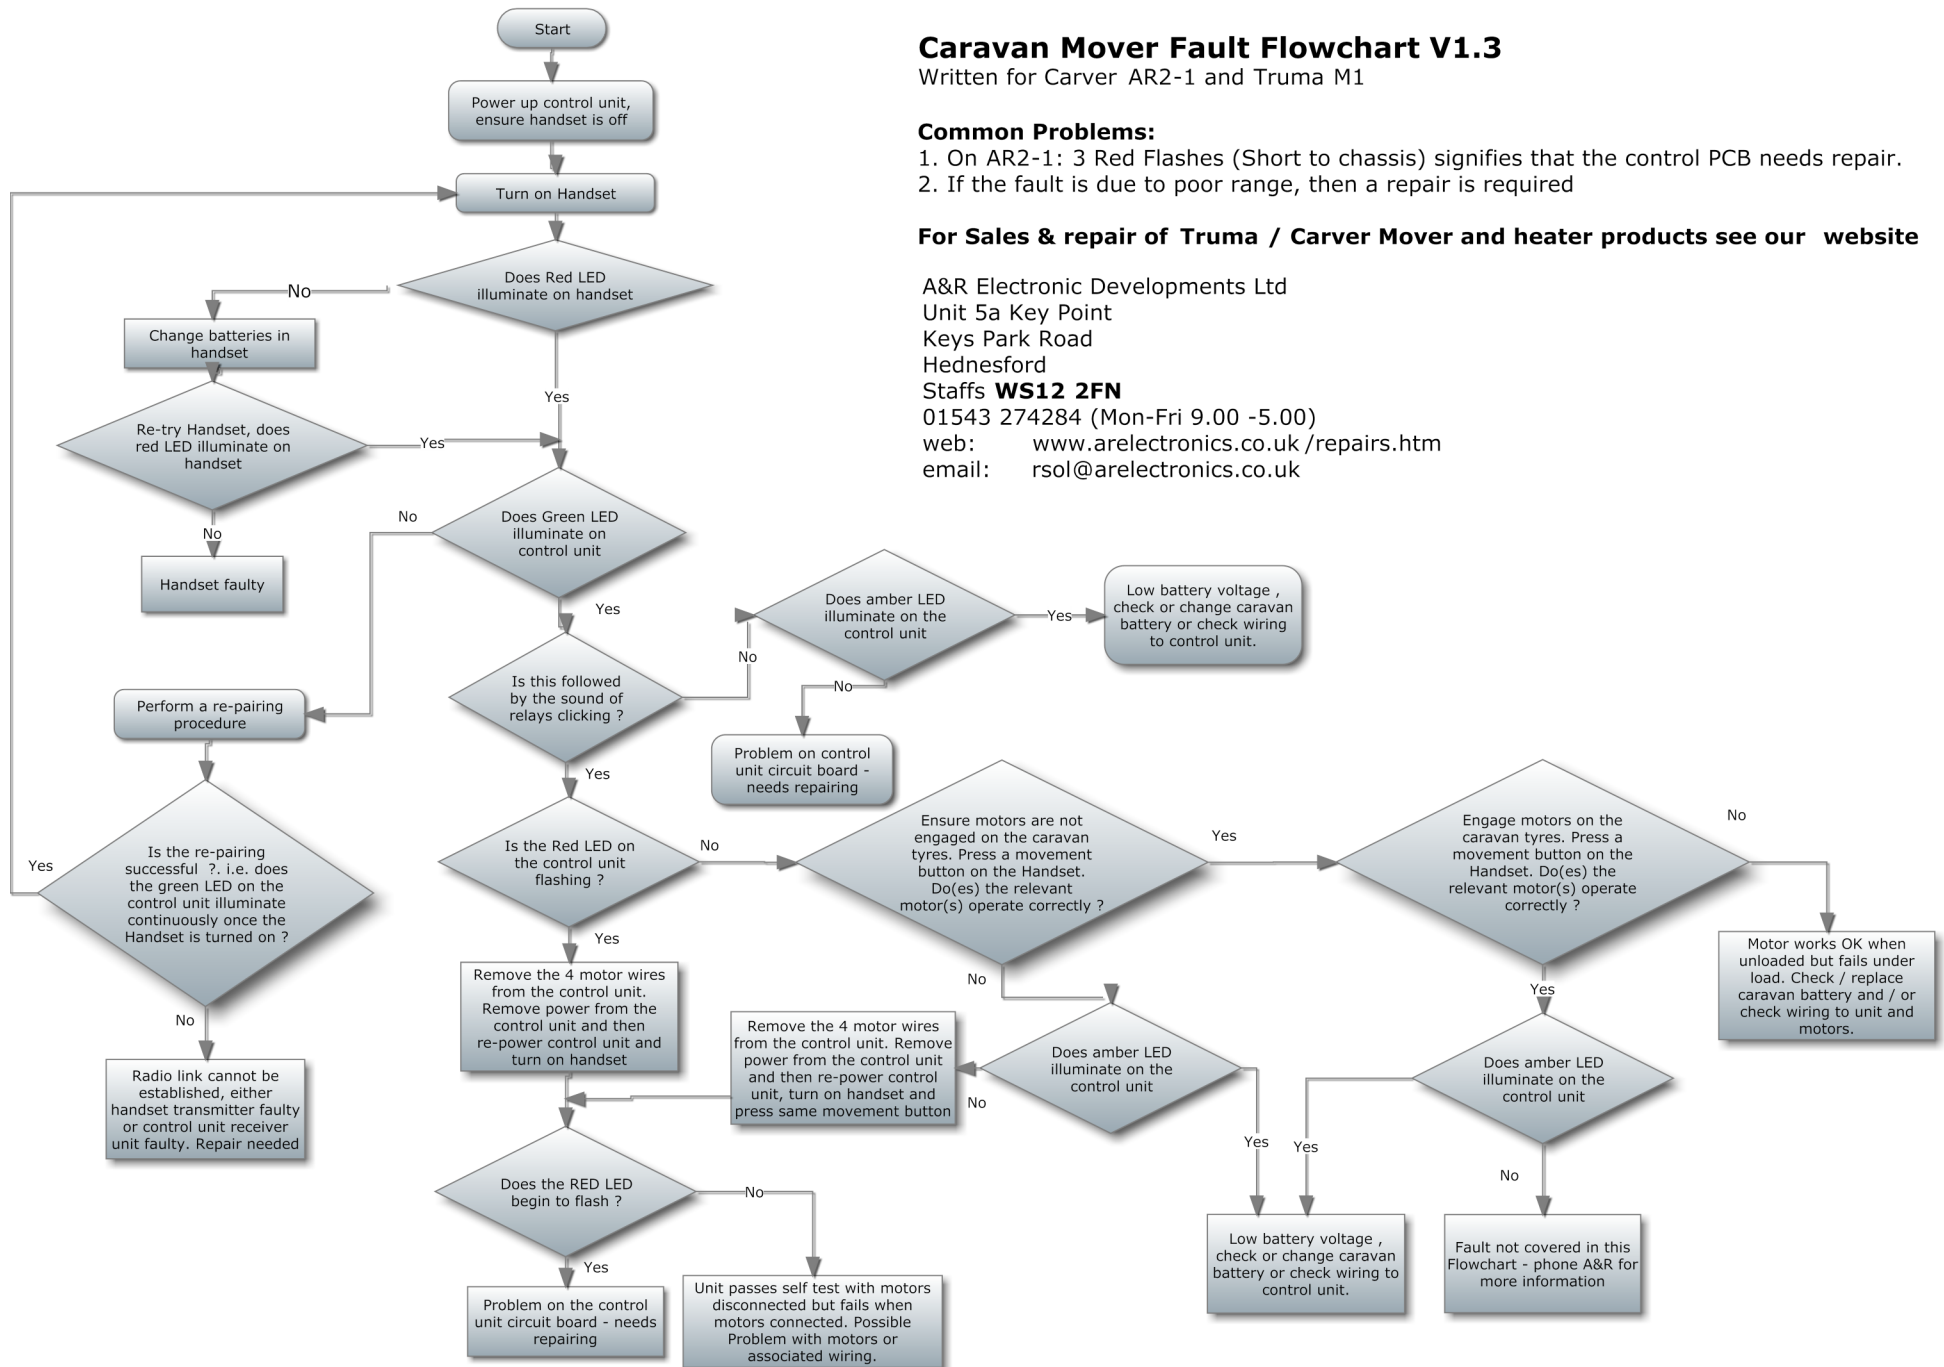 Start
Caravan Mover Fault Flowchart V1.3
Written for Carver AR2-1 and Truma M1
Common Problems:
1. On AR2-1: 3 Red Flashes (Short to chassis) signifies that the control PCB needs repair.
2. If the fault is due to poor range, then a repair is required
For Sales & repair of Truma / Carver Mover and heater products see our website
A&R Electronic Developments Ltd
Unit 5a Key Point
Keys Park Road
Hednesford
Staffs WS12 2FN
01543 274284 (Mon-Fri 9.00 -5.00)
web: www.arelectronics.co.uk /repairs.htm
email: rsol@arelectronics.co.uk
Power up control unit,
ensure handset is off
Turn on Handset
Does Red LED
illuminate on handset
No
Change batteries in
handset
Yes
Re-try Handset, does
red LED illuminate on
handset
Yes
No
Handset faulty
Does Green LED
illuminate on
control unit
No
Yes
Perform a re-pairing
procedure
Is the re-pairing
successful ?. i.e. does
the green LED on the
control unit illuminate
continuously once the
Handset is turned on ?
Yes
No
Radio link cannot be
established, either
handset transmitter faulty
or control unit receiver
unit faulty. Repair needed
Is this followed
by the sound of
relays clicking ?
No
Yes
Does amber LED
illuminate on the
control unit
Yes
Low battery voltage ,
check or change caravan
battery or check wiring
to control unit.
No
Problem on control
unit circuit board -
needs repairing
Is the Red LED on
the control unit
flashing ?
No
Yes
Remove the 4 motor wires
from the control unit.
Remove power from the
control unit and then
re-power control unit and
turn on handset
Ensure motors are not
engaged on the caravan
tyres. Press a movement
button on the Handset.
Do(es) the relevant
motor(s) operate correctly ?
Yes
No
Engage motors on the
caravan tyres. Press a
movement button on the
Handset. Do(es) the
relevant motor(s) operate
correctly ?
No
Yes
Motor works OK when
unloaded but fails under
load. Check / replace
caravan battery and / or
check wiring to unit and
motors.
Remove the 4 motor wires
from the control unit. Remove
power from the control unit
and then re-power control
unit, turn on handset and
press same movement button
Does amber LED
illuminate on the
control unit
No
Yes
Does amber LED
illuminate on the
control unit
Yes
No
Does the RED LED
begin to flash ?
No
Yes
Problem on the control
unit circuit board - needs
repairing
Unit passes self test with motors
disconnected but fails when
motors connected. Possible
Problem with motors or
associated wiring.
Low battery voltage ,
check or change caravan
battery or check wiring to
control unit.
Fault not covered in this
Flowchart - phone A&R for
more information